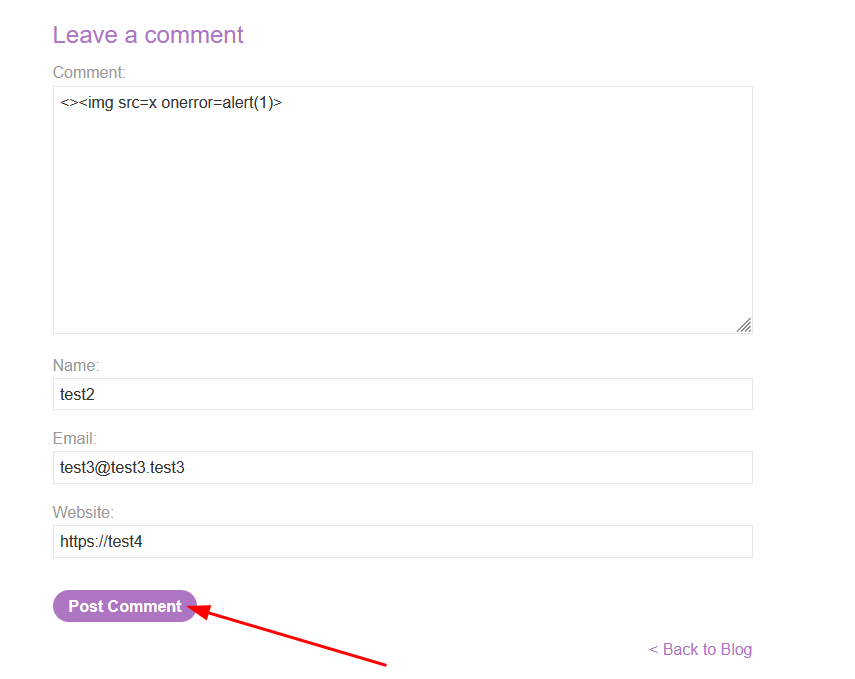 Leave a comment
Comment:
<><img src=x onerror=alert(1)>
Name:
test2
Email:
test3@test3.test3
Website:
https://test4
Post Comment
< Back to Blog